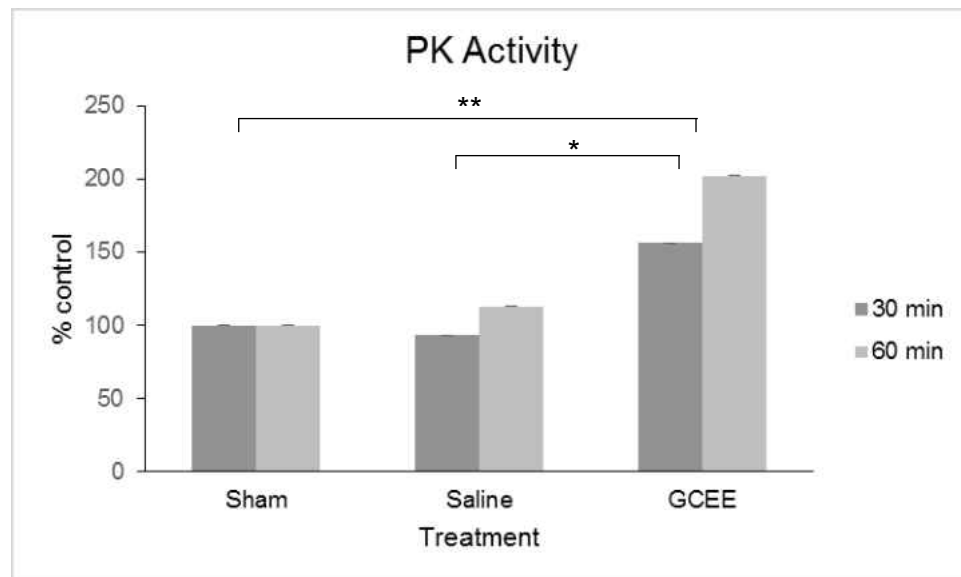 PK Activity
250
**
200
*
150
100
50
0
% control
Sham
Saline
GCEE
Treatment
30 min
60 min